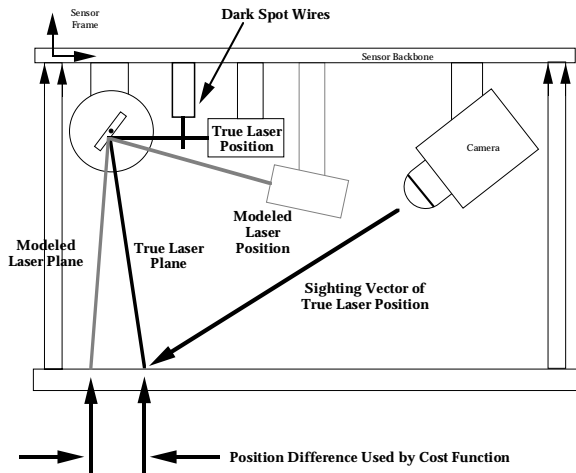 Sensor
Frame
Dark Spot Wires
Sensor Backbone
True Laser
Position
Camera
Modeled
Laser
Position
Modeled
Laser Plane
True Laser
Plane
Sighting Vector of
True Laser Position
Position Difference Used by Cost Function